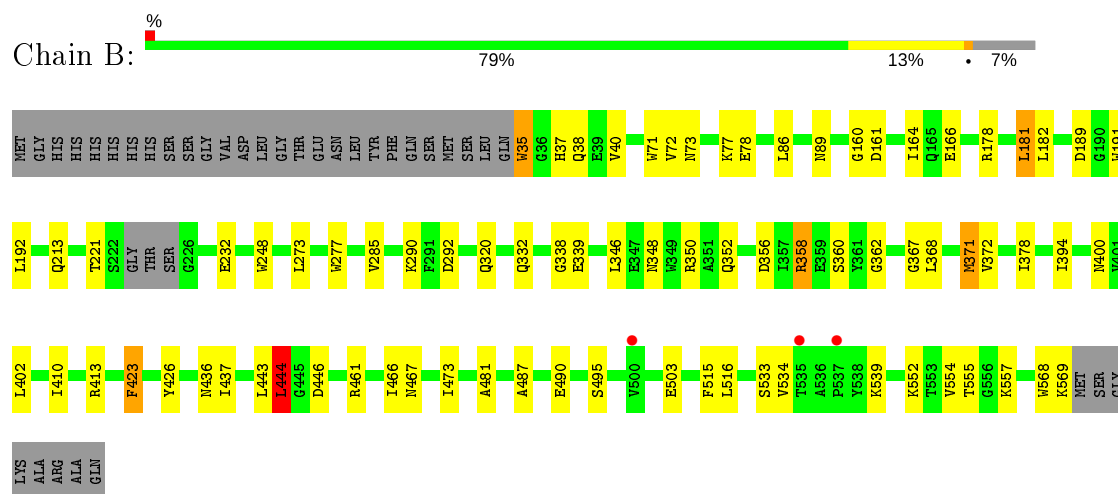 %
Chain B:
79% 13% • 7%
MET GLY HIS HIS HIS HIS HIS HIS SER SER GLY VAL ASP LEU GLY THR GLU ASN LEU TYR PHE GLN SER MET SER LEU GLN W35 G36 H37 Q38 E39 V40 W71 V72 N73 K77 E78 L86 N89 G160 D161 I164 Q165 E166 R178 L181 L182 D189 G190 W191
L192 Q213 T221 S222 GLY THR SER G226 E232 W248 L273 W277 V285 K290 F291 D292 Q320 Q332 G338 E339 L346 E347 N348 W349 R350 A351 Q352 D356 I357 R358 E359 S360 Y361 G362 G367 L368 M371 V372 I378 I394 N400 V401
L402 I410 R413 F423 Y426 N436 I437 L443 L444 G445 D446 R461 I466 N467 I473 A481 A487 E490 S495 V500 E503 F515 L516 S533 V534 T535 A536 P537 Y538 K539 K552 T553 V554 T555 G556 K557 W568 K569 MET SER GLY
LYS ALA ARG ALA GLN